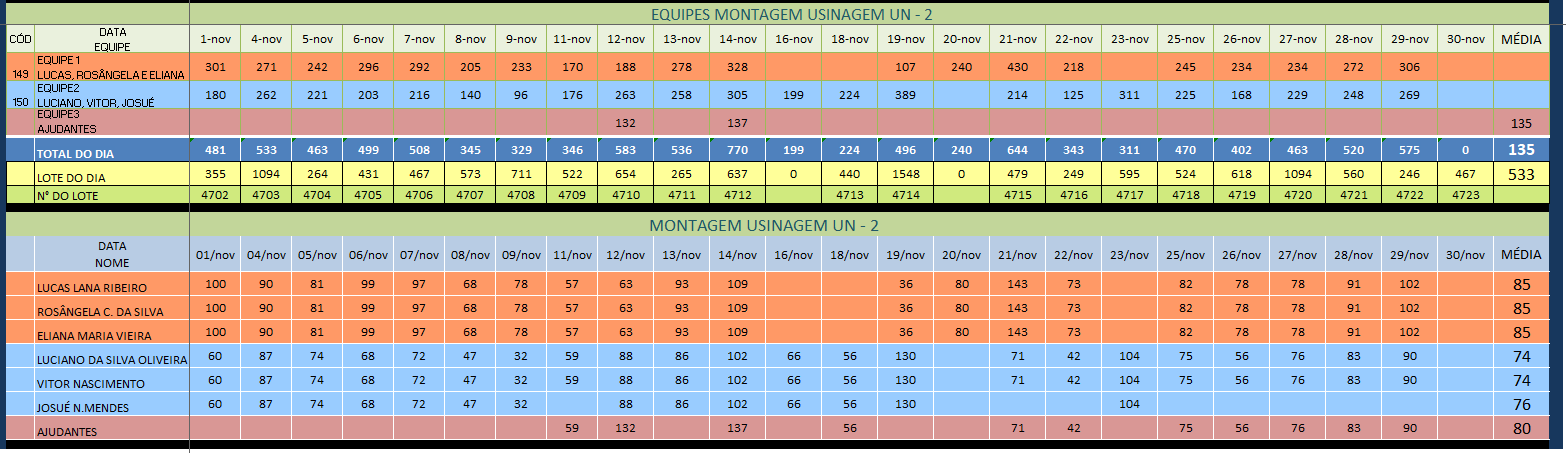 EQUIPES MONTAGEM USINAGEM UN - 2
CÓD DATA EQUIPE 1-nov 4-nov 5-nov 6-nov 7-nov 8-nov 9-nov 11-nov 12-nov 13-nov 14-nov 16-nov 18-nov 19-nov 20-nov 21-nov 22-nov 23-nov 25-nov 26-nov 27-nov 28-nov 29-nov 30-nov MÉDIA
149 EQUIPE 1 LUCAS, ROSÂNGELA E ELIANA 301 271 242 296 292 205 233 170 188 278 328 107 240 430 218 245 234 234 272 306
150 EQUIPE2 LUCIANO, VITOR, JOSUÉ 180 262 221 203 216 140 96 176 263 258 305 199 224 389 214 125 311 225 168 229 248 269
EQUIPE3 AJUDANTES 132 137 135
TOTAL DO DIA 481 533 463 499 508 345 329 346 583 536 770 199 224 496 240 644 343 311 470 402 463 520 575 0 135
LOTE DO DIA 355 1094 264 431 467 573 711 522 654 265 637 0 440 1548 0 479 249 595 524 618 1094 560 246 467 533
N° DO LOTE 4702 4703 4704 4705 4706 4707 4708 4709 4710 4711 4712 4713 4714 4715 4716 4717 4718 4719 4720 4721 4722 4723
MONTAGEM USINAGEM UN - 2
DATA NOME 01/nov 04/nov 05/nov 06/nov 07/nov 08/nov 09/nov 11/nov 12/nov 13/nov 14/nov 16/nov 18/nov 19/nov 20/nov 21/nov 22/nov 23/nov 25/nov 26/nov 27/nov 28/nov 29/nov 30/nov MÉDIA
LUCAS LANA RIBEIRO 100 90 81 99 97 68 78 57 63 93 109 36 80 143 73 82 78 78 91 102 85
ROSÂNGELA C. DA SILVA 100 90 81 99 97 68 78 57 63 93 109 36 80 143 73 82 78 78 91 102 85
ELIANA MARIA VIEIRA 100 90 81 99 97 68 78 57 63 93 109 36 80 143 73 82 78 78 91 102 85
LUCIANO DA SILVA OLIVEIRA 60 87 74 68 72 47 32 59 88 86 102 66 56 130 71 42 104 75 56 76 83 90 74
VITOR NASCIMENTO 60 87 74 68 72 47 32 59 88 86 102 66 56 130 71 42 104 75 56 76 83 90 74
JOSUÉ N.MENDES 60 87 74 68 72 47 32 88 86 102 66 56 130 104 76
AJUDANTES 59 132 137 56 71 42 75 56 76 83 90 80